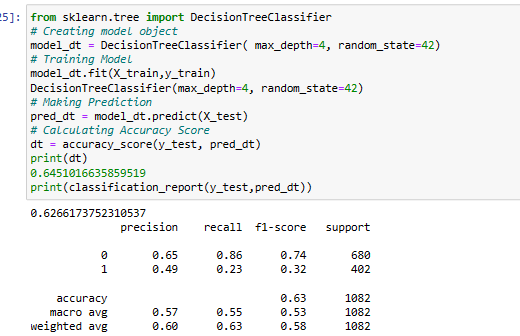 25]: from sklearn.tree import DecisionTreeClassifier
# Creating model object
model_dt = DecisionTreeClassifier( max_depth=4, random_state=42)
# Training Model
model_dt.fit(X_train,y_train)
DecisionTreeClassifier(max_depth=4, random_state=42)
# Making Prediction
pred_dt = model_dt.predict(X_test)
# Calculating Accuracy Score
dt = accuracy_score(y_test, pred_dt)
print(dt)
0.6451016635859519
print(classification_report(y_test,pred_dt))
0.6266173752310537
precision recall f1-score support
0 0.65 0.86 0.74 680
1 0.49 0.23 0.32 402
accuracy 0.63 1082
macro avg 0.57 0.55 0.53 1082
weighted avg 0.60 0.63 0.58 1082